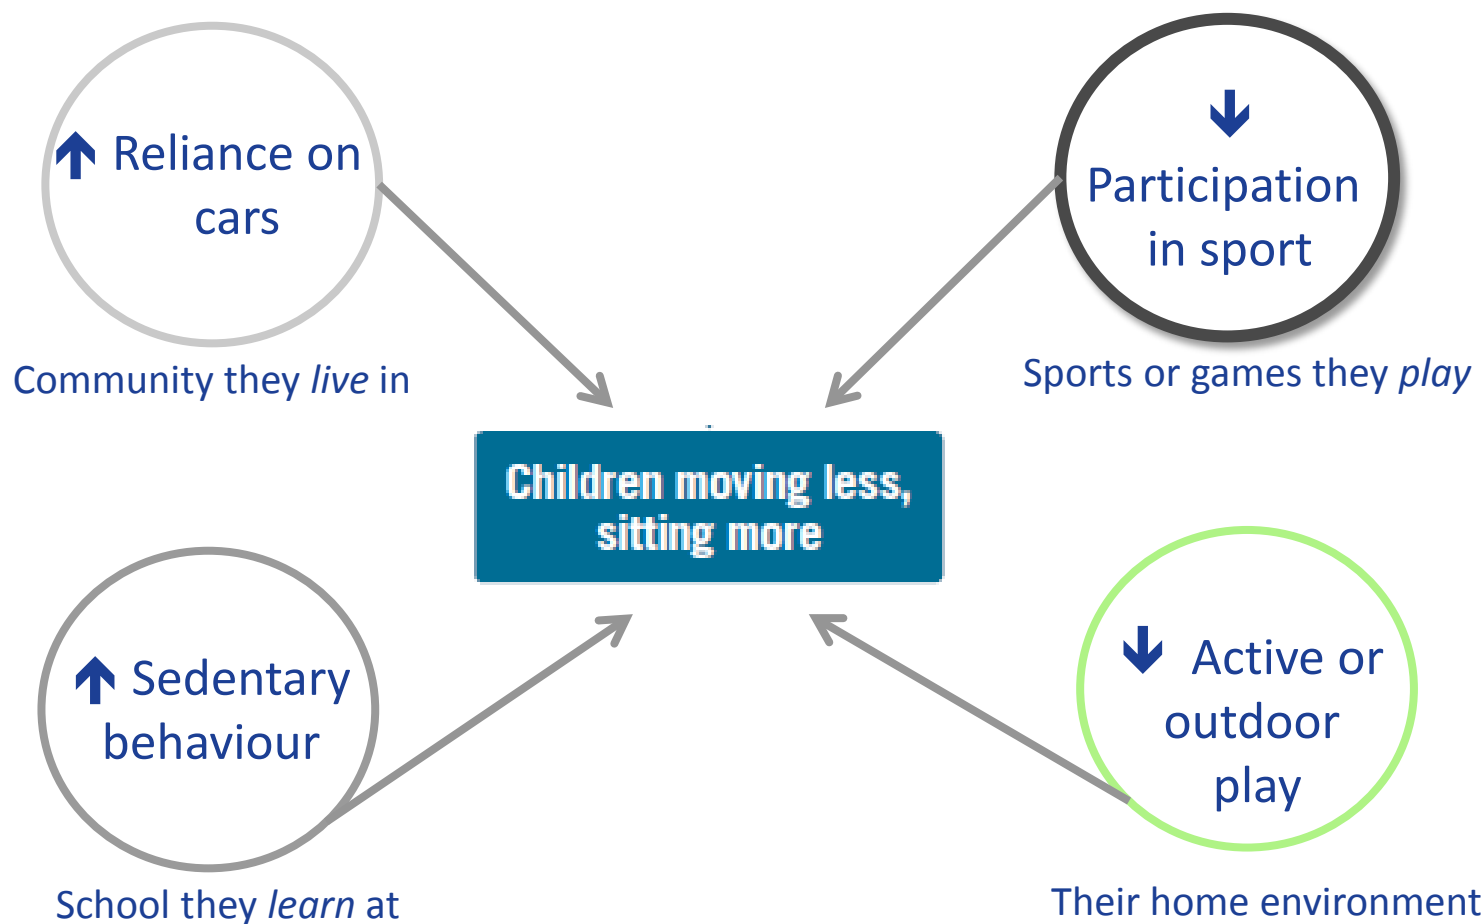 ↑ Reliance on
cars
Community they live in
↓
Participation
in sport
Sports or games they play
Children moving less,
sitting more
↑ Sedentary
behaviour
School they learn at
↓ Active or
outdoor
play
Their home environment